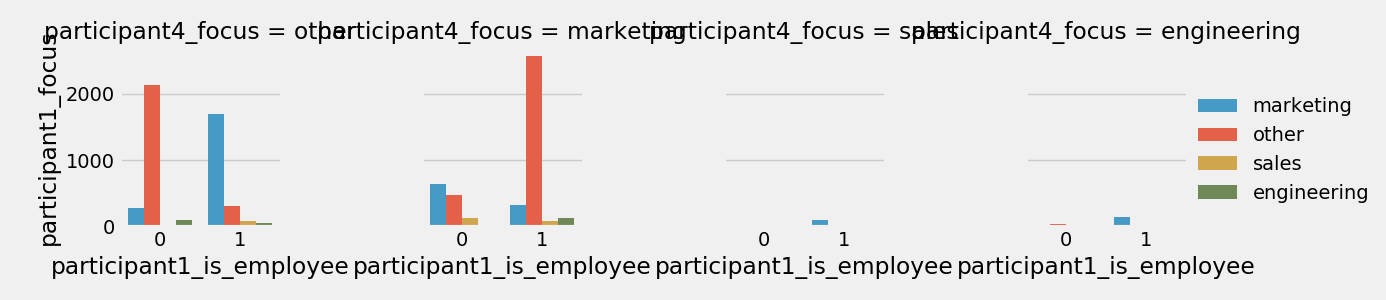 participant4_focus = other
participant4_focus = marketing
participant4_focus = sales
participant4_focus = engineering
participant1_focus
2000
1000
0
0 1
0 1
0 1
0 1
participant1_is_employee
participant1_is_employee
participant1_is_employee
participant1_is_employee
marketing
other
sales
engineering